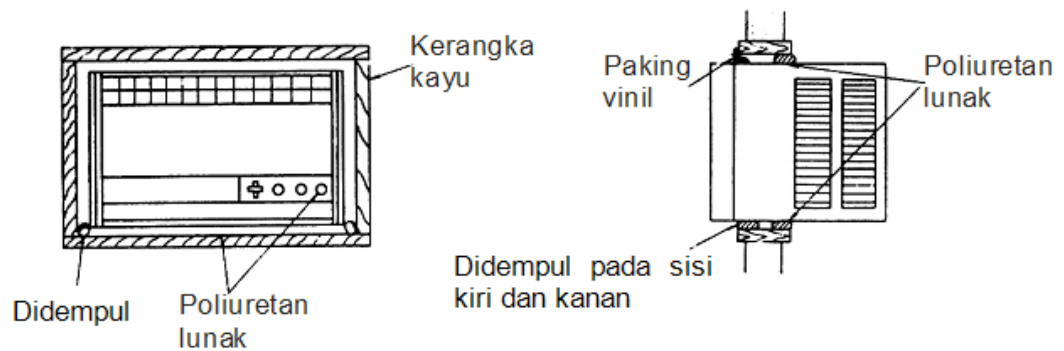 Kerangka
kayu
Didempul
Poliuretan
lunak
Paking
vinil
Poliuretan
lunak
Didempul pada sisi
kiri dan kanan